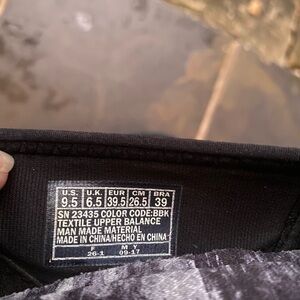 U.S. U.K. EUR CM BRA
9.5 6.5 39.5 26.5 39
SN 23435 COLOR CODE:BBK
TEXTILE UPPER BALANCE
MAN MADE MATERIAL
MADE IN CHINA/HECHO EN CHINA
F M Y
26-1 09-17